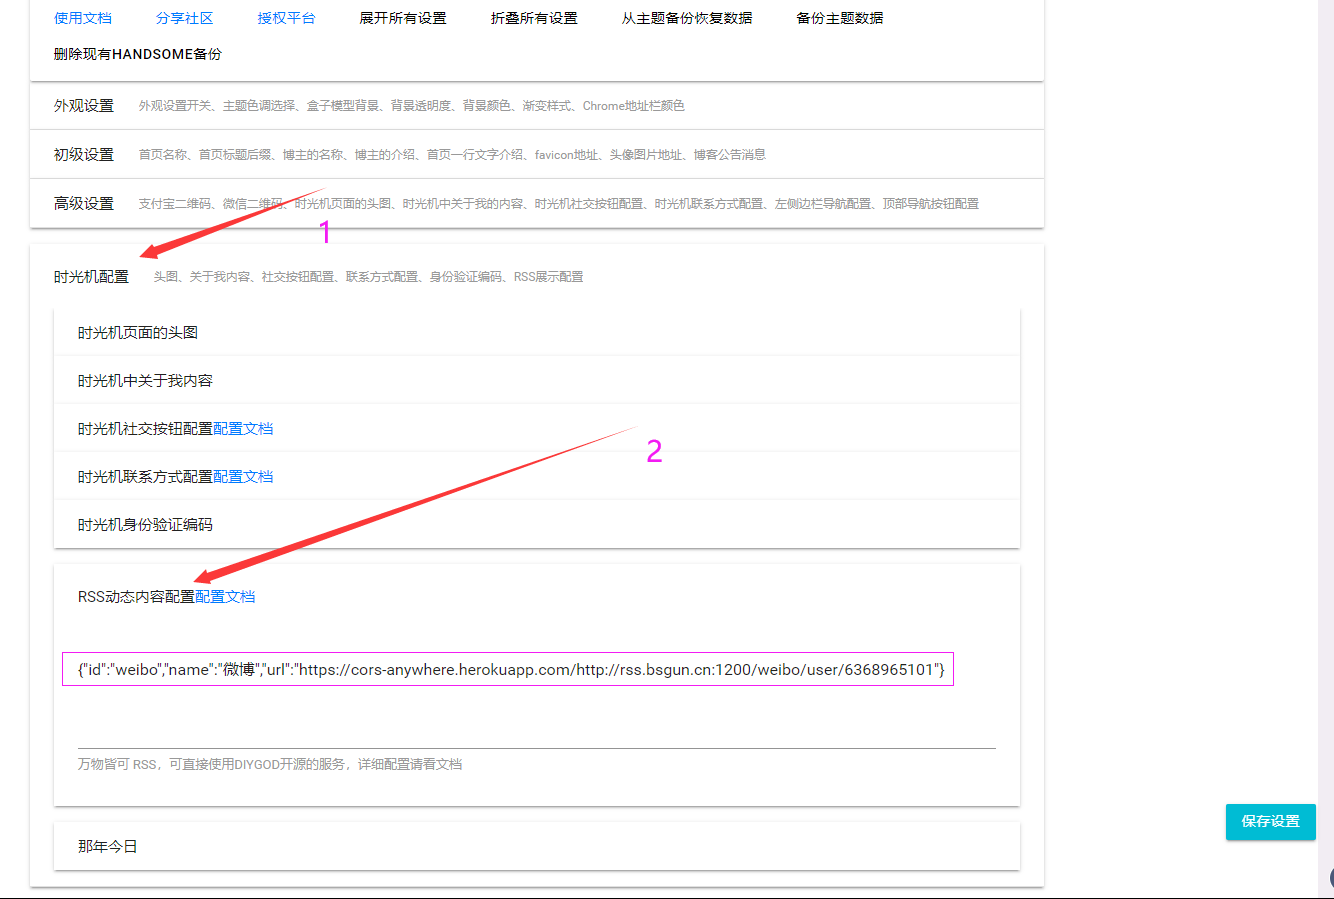 使用文档 分享社区 授权平台 展开所有设置 折叠所有设置 从主题备份恢复数据 备份主题数据
删除现有HANDSOME备份
外观设置 外观设置开关、主题色调选择、盒子模型背景、背景透明度、背景颜色、渐变样式、Chrome地址栏颜色
初级设置 首页名称、首页标题后缀、博主的名称、博主的介绍、首页一行文字介绍、favicon地址、头像图片地址、博客公告消息
高级设置 支付宝二维码、微信二维码、时光机页面的头图、时光机中关于我的内容、时光机社交按钮配置、时光机联系方式配置、左侧边栏导航配置、顶部导航按钮配置
1
时光机配置 头图、关于我内容、社交按钮配置、联系方式配置、身份验证编码、RSS展示配置
时光机页面的头图
时光机中关于我内容
时光机社交按钮配置配置文档
2
时光机联系方式配置配置文档
时光机身份验证编码
RSS动态内容配置配置文档
{"id":"weibo","name":"微博","url":"https://cors-anywhere.herokuapp.com/http://rss.bsgun.cn:1200/weibo/user/6368965101"}
万物皆可 RSS，可直接使用DIYGOD开源的服务，详细配置请看文档
保存设置
那年今日